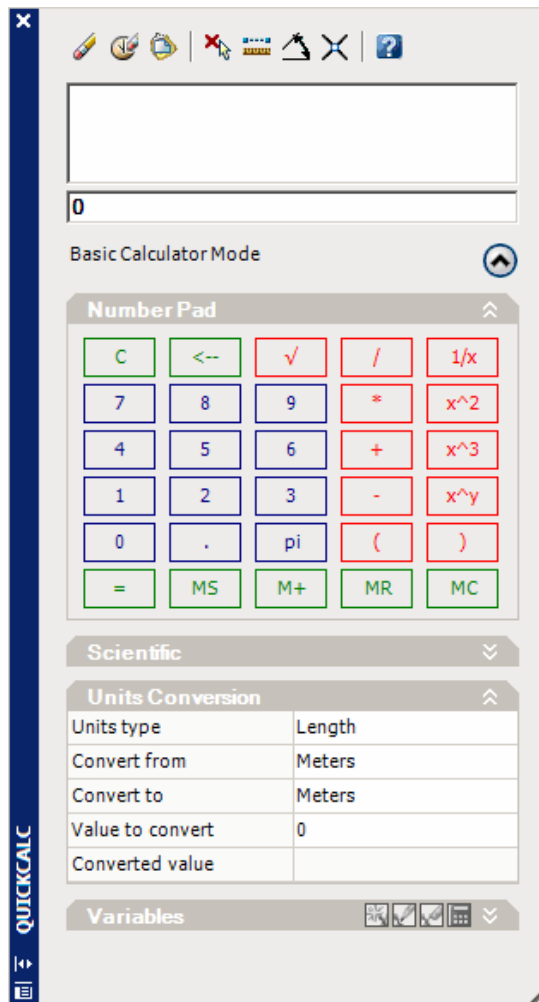 0
Basic Calculator Mode
Number Pad
C <-- √ / 1/x
7 8 9 * x^2
4 5 6 + x^3
1 2 3 - x^y
0 . pi ( )
= MS M+ MR MC
Scientific
Units Conversion
Units type Length
Convert from Meters
Convert to Meters
Value to convert 0
Converted value
Variables
QUICKCALC